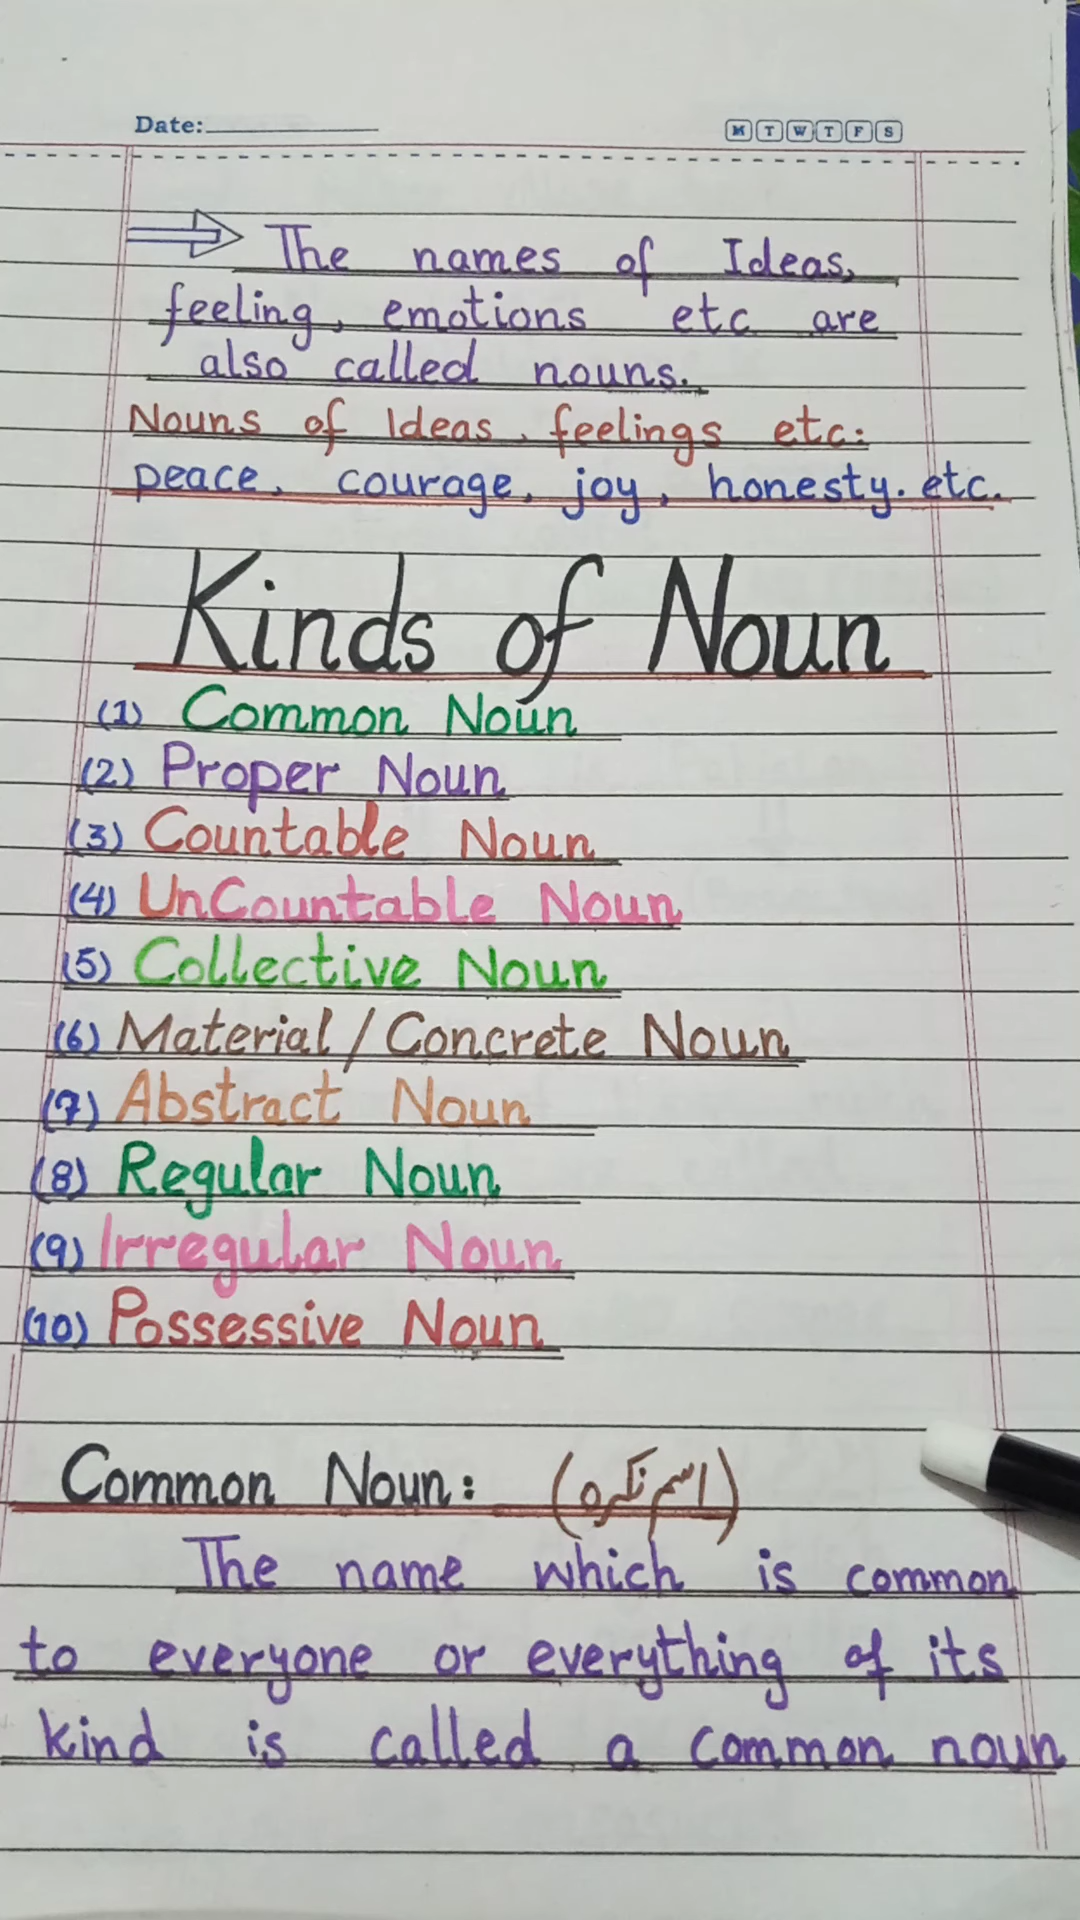 Date:
M T W T F S
The names of Ideas,
feeling, emotions etc are
also called nouns.
Nouns of Ideas, feelings etc:
peace, courage, joy, honesty. etc.
Kinds of Noun
(1) Common Noun
(2) Proper Noun
(3) Countable Noun
(4) UnCountable Noun
(5) Collective Noun
(6) Material / Concrete Noun
(7) Abstract Noun
(8) Regular Noun
(9) Irregular Noun
(10) Possessive Noun
Common Noun: (اسم نکرہ)
The name which is common
to everyone or everything of its
kind is called a common noun